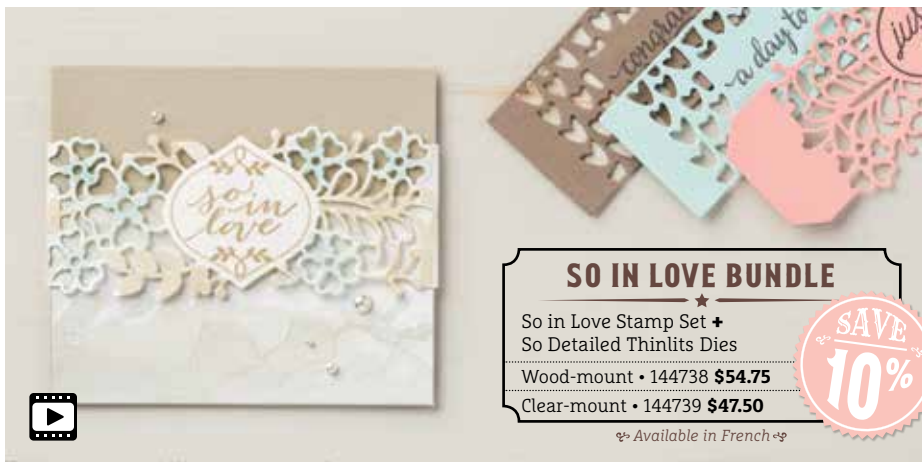 so in
love
congra
a day to
SO IN LOVE BUNDLE
So in Love Stamp Set +
So Detailed Thinlits Dies
Wood-mount • 144738 $54.75
Clear-mount • 144739 $47.50
SAVE
10%
Available in French